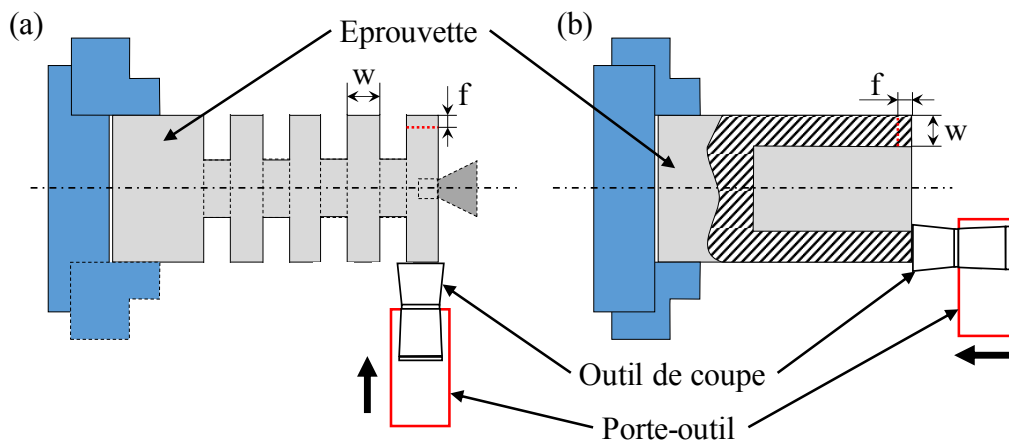 (a)
Eprouvette
(b)
w
f
f
w
Outil de coupe
Porte-outil